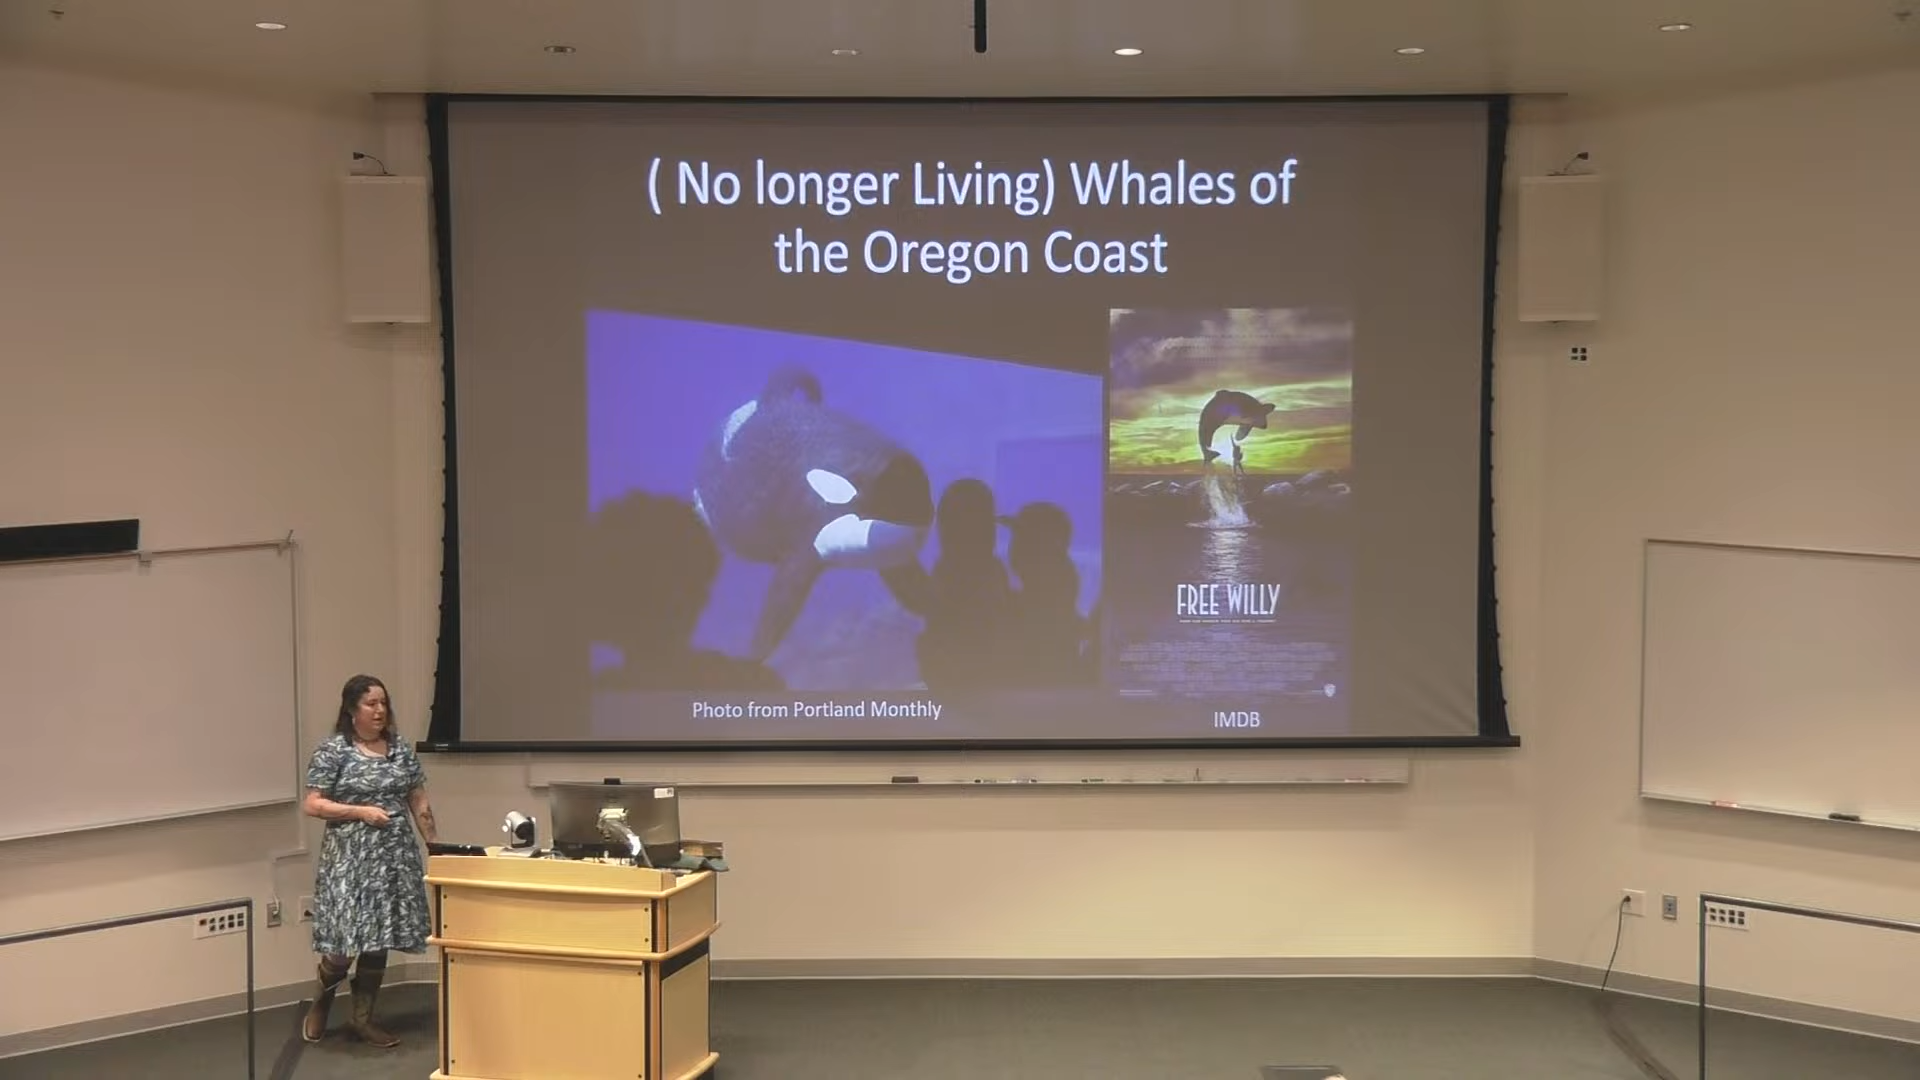 ( No longer Living) Whales of
the Oregon Coast
FREE WILLY
Photo from Portland Monthly
IMDB